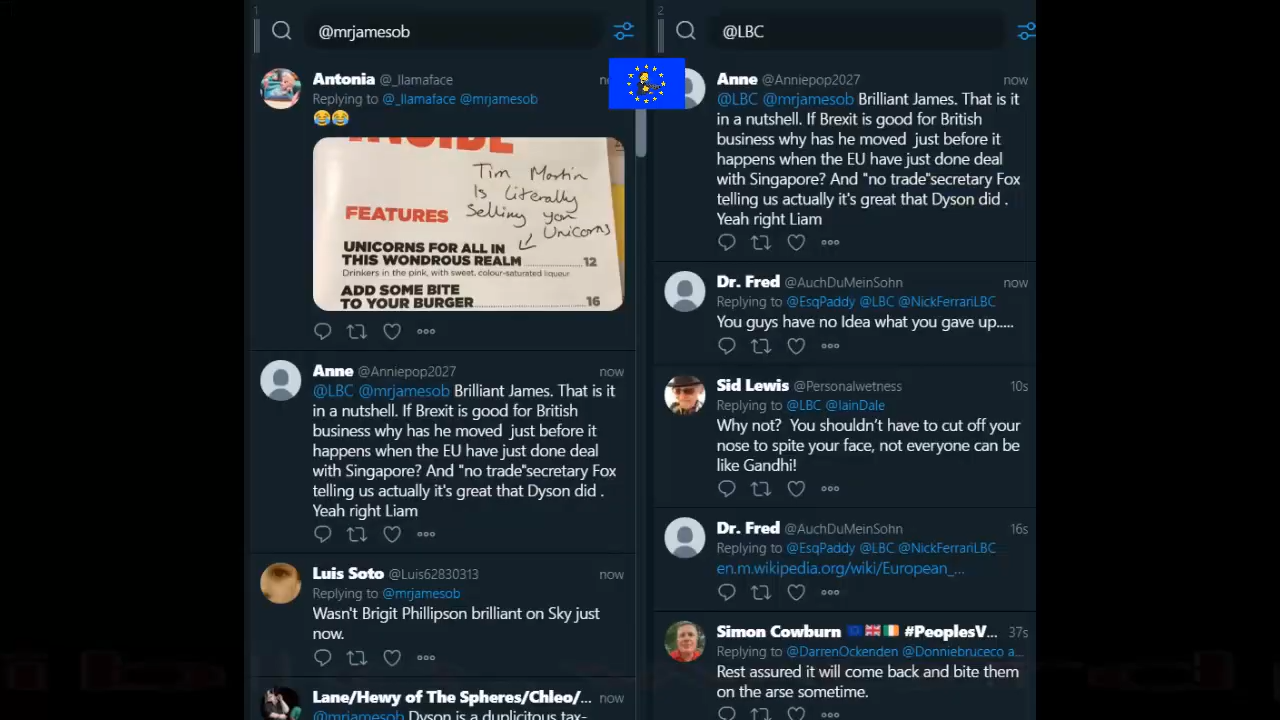 1
@mrjamesob
Antonia @_llamaface
Replying to @_llamaface @mrjamesob
😂😂
INSIDE
Tim Martin
Is Literally
Selling you
Unicorns
FEATURES
UNICORNS FOR ALL IN
THIS WONDROUS REALM 12
Drinkers in the pink, with sweet, colour-saturated liqueur
ADD SOME BITE
TO YOUR BURGER 16
Anne @Anniepop2027 now
@LBC @mrjamesob Brilliant James. That is it
in a nutshell. If Brexit is good for British
business why has he moved  just before it
happens when the EU have just done deal
with Singapore? And "no trade"secretary Fox
telling us actually it's great that Dyson did .
Yeah right Liam
Luis Soto @Luis62830313 now
Replying to @mrjamesob
Wasn't Brigit Phillipson brilliant on Sky just
now.
Lane/Hewy of The Spheres/Chleo/... now
@mrjamesob Dyson is a duplicitous tax-
2
@LBC
Anne @Anniepop2027 now
@LBC @mrjamesob Brilliant James. That is it
in a nutshell. If Brexit is good for British
business why has he moved  just before it
happens when the EU have just done deal
with Singapore? And "no trade"secretary Fox
telling us actually it's great that Dyson did .
Yeah right Liam
Dr. Fred @AuchDuMeinSohn now
Replying to @EsqPaddy @LBC @NickFerrariLBC
You guys have no Idea what you gave up.....
Sid Lewis @Personalwetness 10s
Replying to @LBC @IainDale
Why not?  You shouldn't have to cut off your
nose to spite your face, not everyone can be
like Gandhi!
Dr. Fred @AuchDuMeinSohn 16s
Replying to @EsqPaddy @LBC @NickFerrariLBC
en.m.wikipedia.org/wiki/European_...
Simon Cowburn 🇪🇺🇬🇧🇮🇪 #PeoplesV... 37s
Replying to @DarrenOckenden @Donniebruceco a...
Rest assured it will come back and bite them
on the arse sometime.